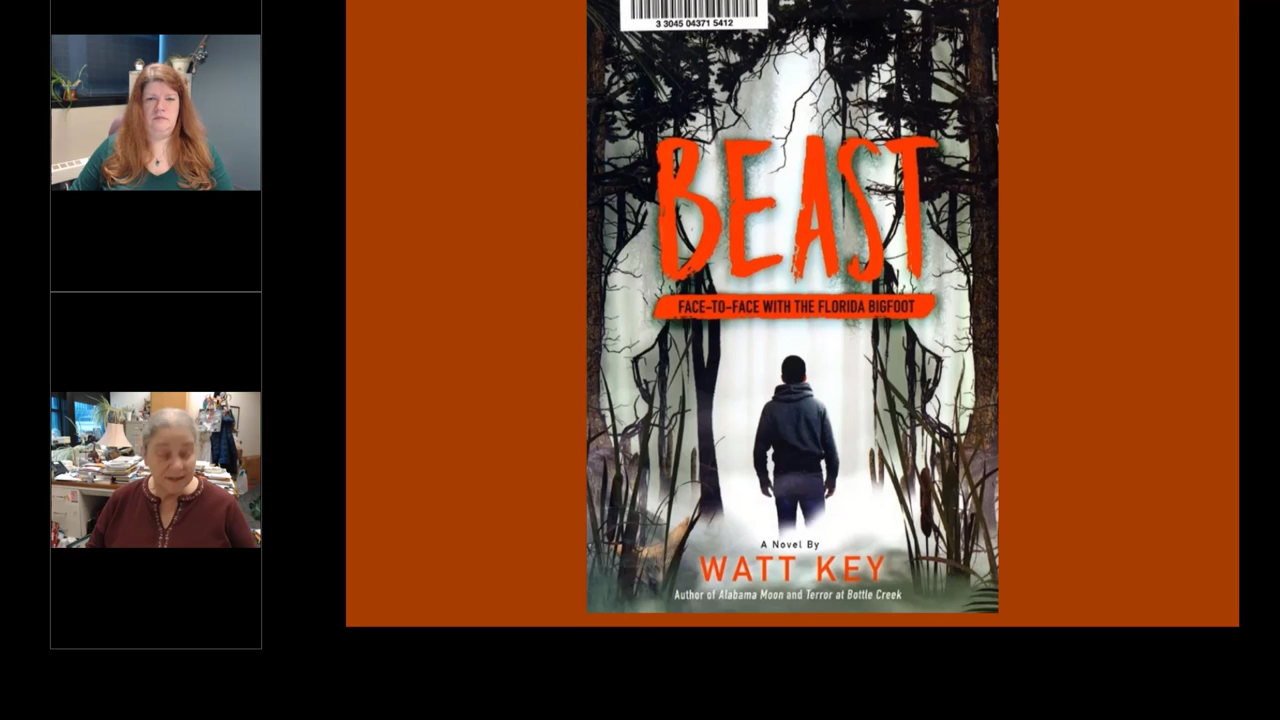 3 3045 04371 5412
BEAST
FACE-TO-FACE WITH THE FLORIDA BIGFOOT
A Novel By
WATT KEY
Author of Alabama Moon and Terror at Bottle Creek